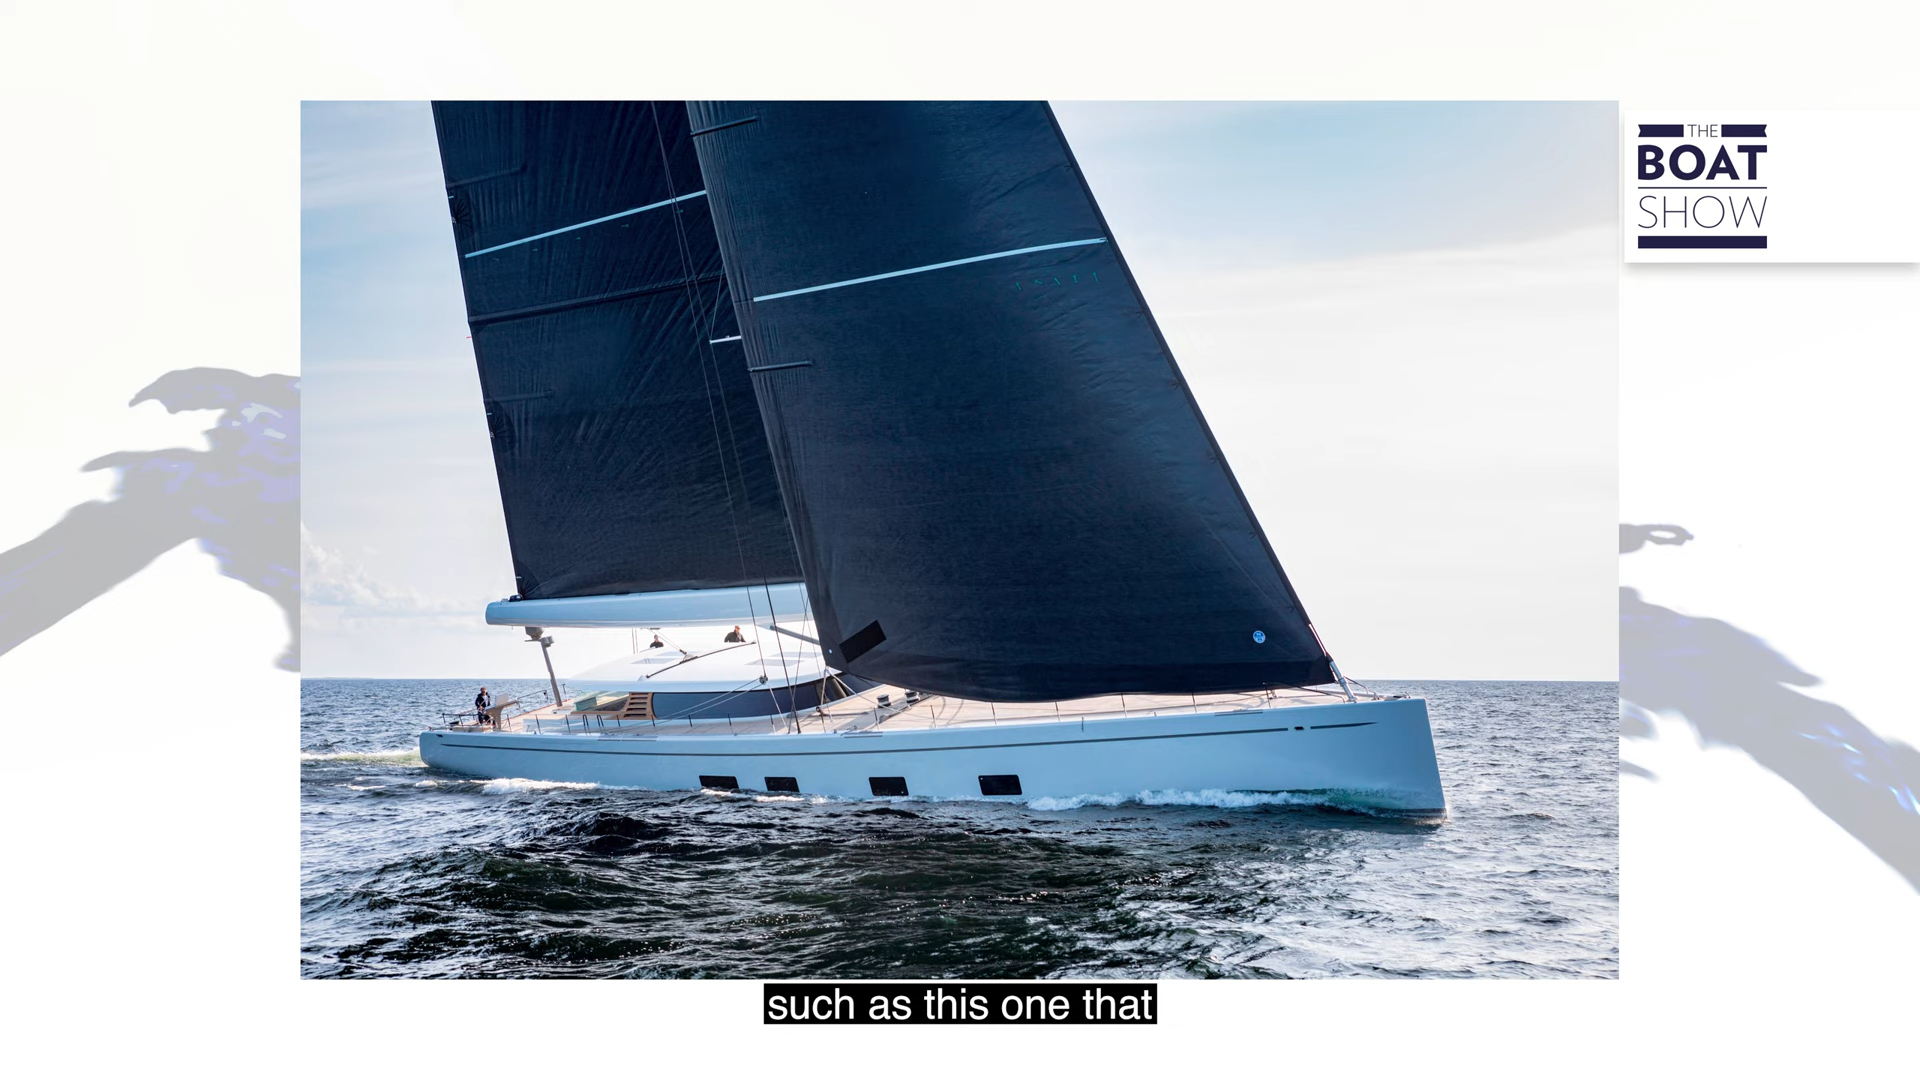 THE
BOAT
SHOW
such as this one that